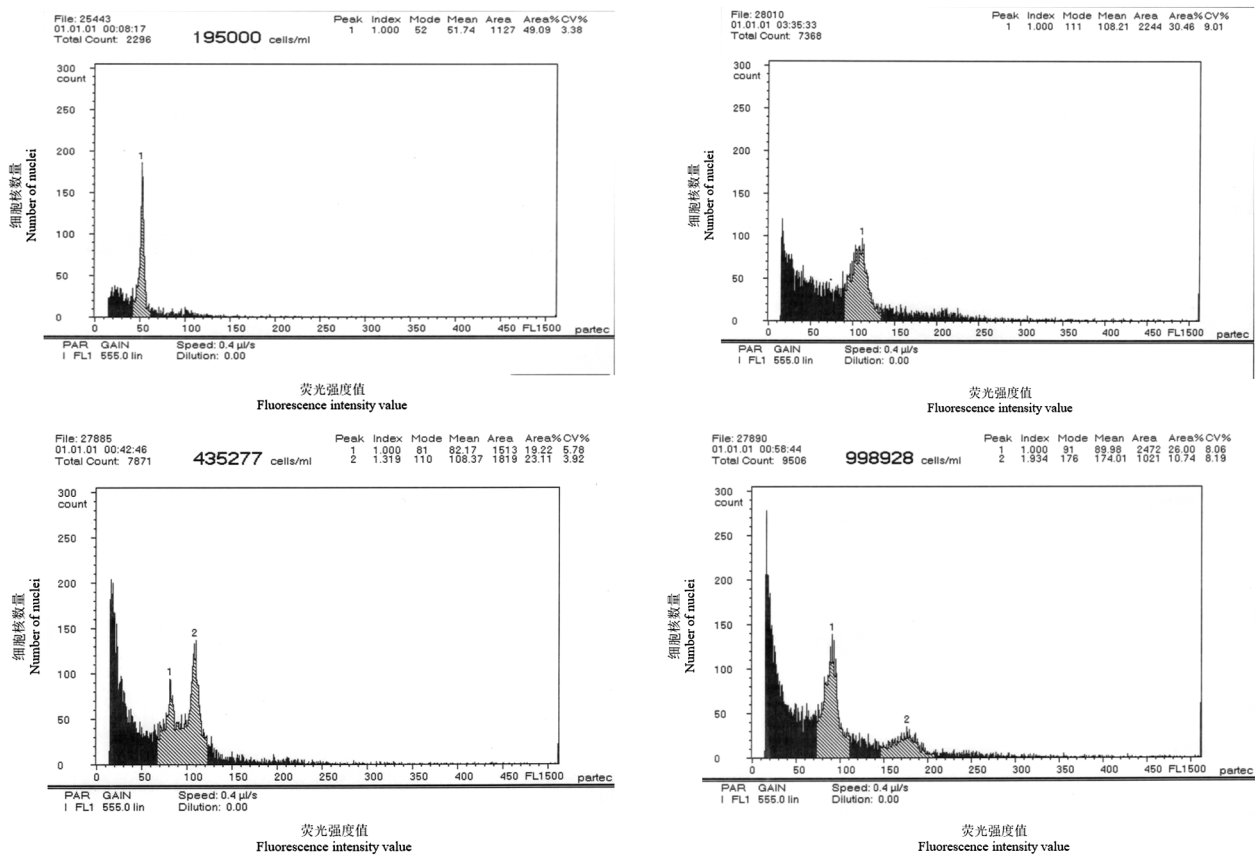 File: 25443
01.01.01 00:08:17
Total Count: 2296
195000 cells/ml
Peak Index Mode Mean Area Area% CV%
1 1.000 52 51.74 1127 49.09 3.38
300
count
250
200
150
100
50
0
1
0 50 100 150 200 250 300 350 400 450 FL1500
partec
PAR GAIN Speed: 0.4 µl/s
I FL1 555.0 lin Dilution: 0.00
细胞核数量
Number of nuclei
荧光强度值
Fluorescence intensity value
File: 28010
01.01.01 03:35:33
Total Count: 7368
Peak Index Mode Mean Area Area% CV%
1 1.000 111 108.21 2244 30.46 9.01
300
count
250
200
150
100
50
0
1
0 50 100 150 200 250 300 350 400 450 FL1500
partec
PAR GAIN Speed: 0.4 µl/s
I FL1 555.0 lin Dilution: 0.00
细胞核数量
Number of nuclei
荧光强度值
Fluorescence intensity value
File: 27885
01.01.01 00:42:46
Total Count: 7871
435277 cells/ml
Peak Index Mode Mean Area Area% CV%
1 1.000 81 82.17 1513 19.22 5.78
2 1.319 110 108.37 1819 23.11 3.92
300
count
250
200
150
100
50
0
1
2
0 50 100 150 200 250 300 350 400 450 FL1500
partec
PAR GAIN Speed: 0.4 µl/s
I FL1 555.0 lin Dilution: 0.00
细胞核数量
Number of nuclei
荧光强度值
Fluorescence intensity value
File: 27890
01.01.01 00:58:44
Total Count: 9506
998928 cells/ml
Peak Index Mode Mean Area Area% CV%
1 1.000 91 89.98 2472 26.00 8.06
2 1.934 176 174.01 1021 10.74 8.19
300
count
250
200
150
100
50
0
1
2
0 50 100 150 200 250 300 350 400 450 FL1500
partec
PAR GAIN Speed: 0.4 µl/s
I FL1 555.0 lin Dilution: 0.00
细胞核数量
Number of nuclei
荧光强度值
Fluorescence intensity value